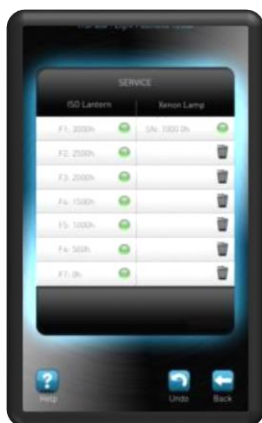 SERVICE
ISO Lantern Xenon Lamp
F1: 3000h UN: 1000.0h
F2: 2500h
F3: 2000h
F4: 1500h
F5: 1000h
F6: 500h
F7: 0h
Help Undo Back